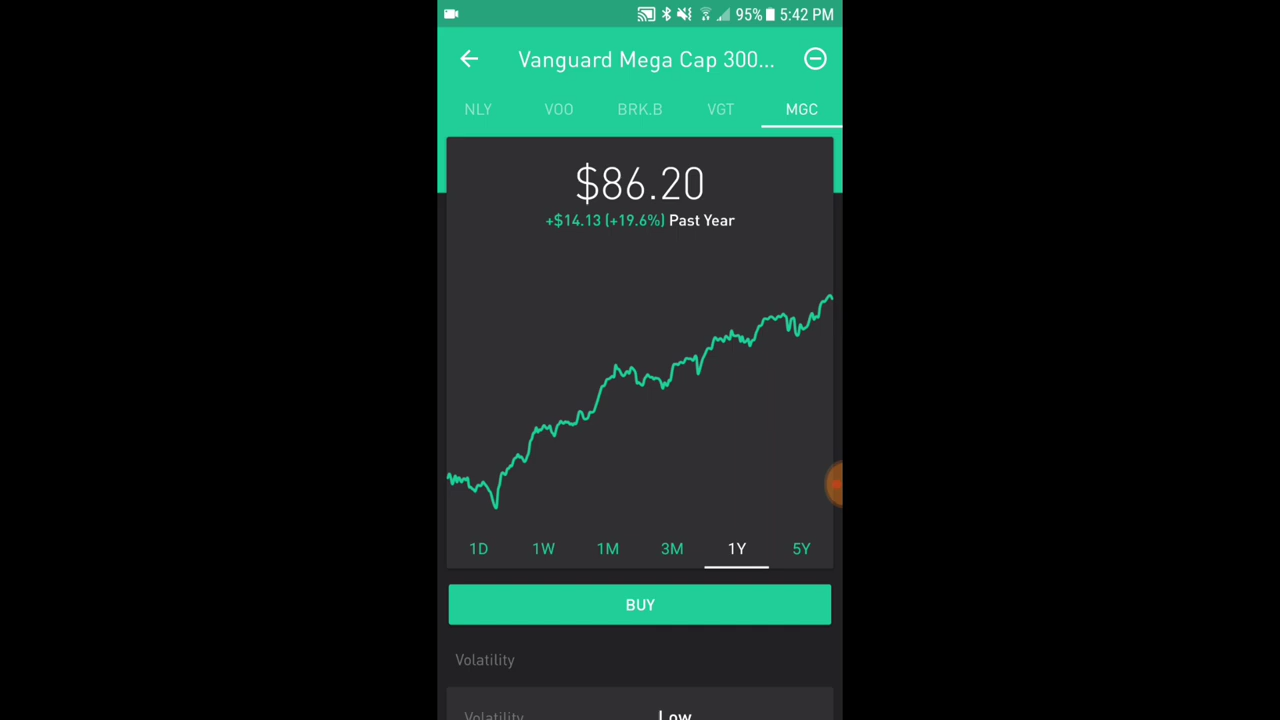 95% 5:42 PM
Vanguard Mega Cap 300...
NLY VOO BRK.B VGT MGC
$86.20
+$14.13 (+19.6%) Past Year
1D 1W 1M 3M 1Y 5Y
BUY
Volatility
Volatility Low